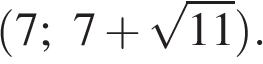 (7; 7 + √11).